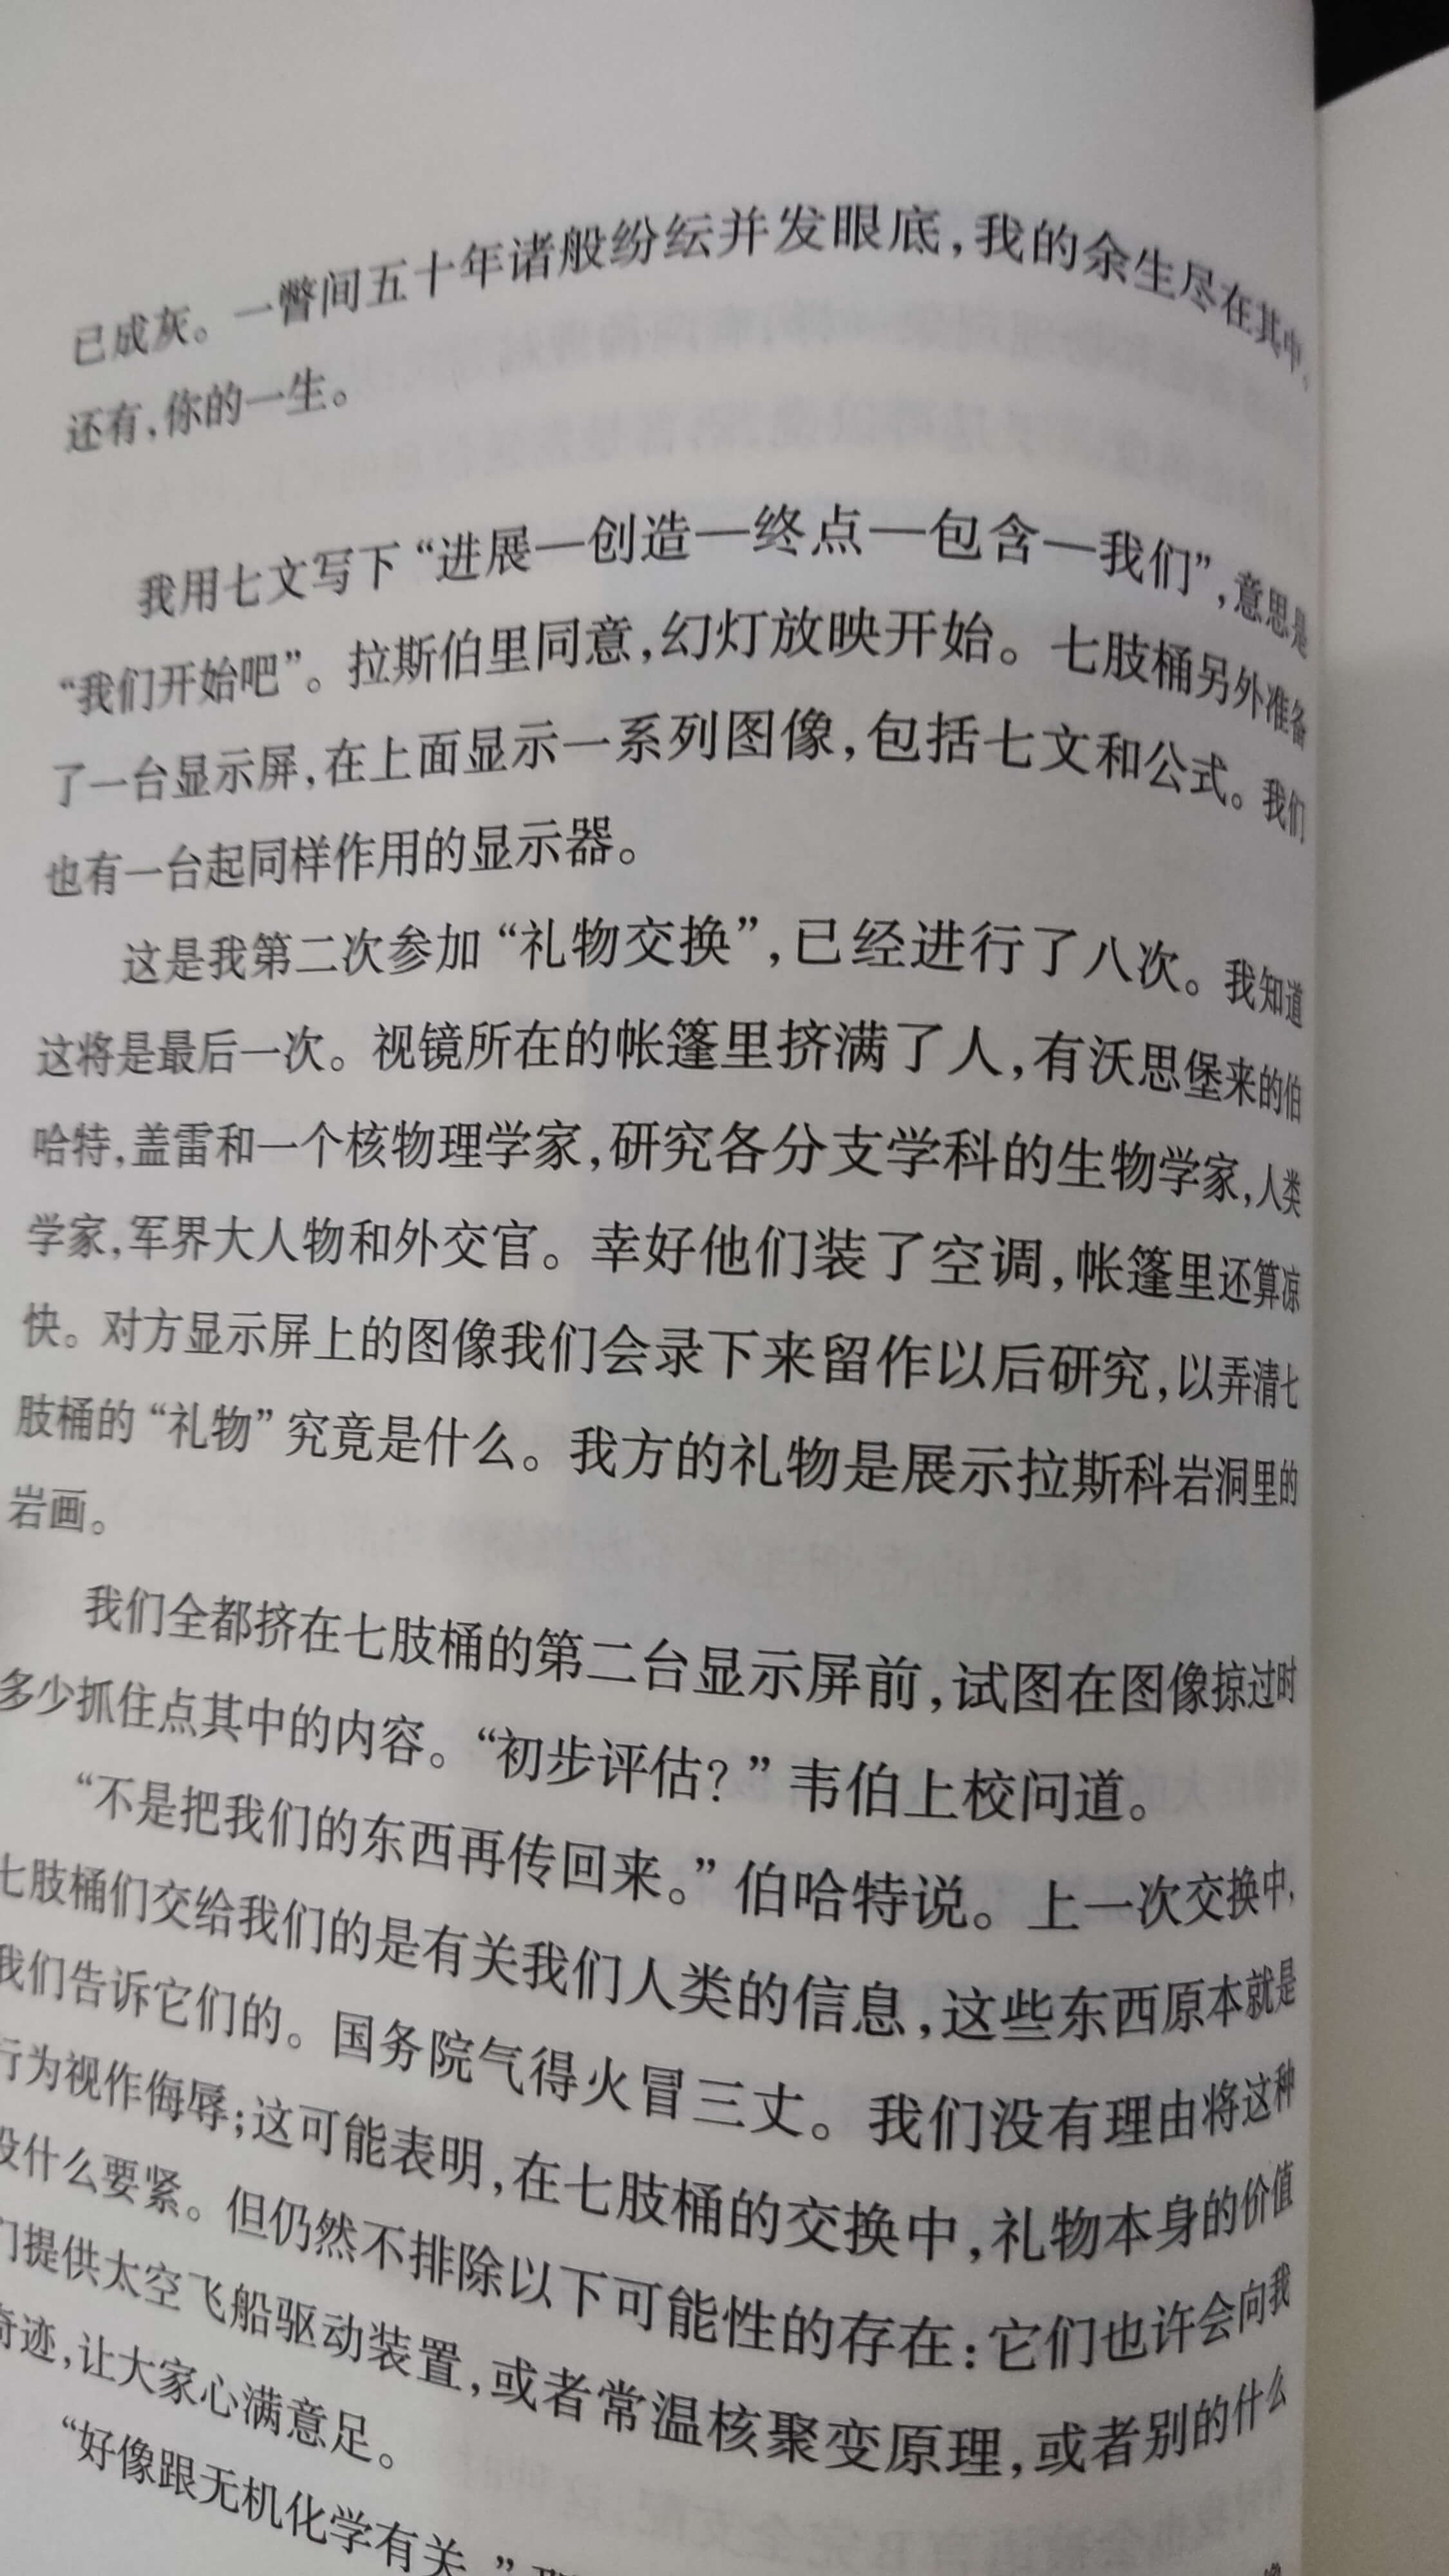 已成灰。一瞥间五十年诸般纷纭并发眼底，我的余生尽在其中。
还有，你的一生。
我用七文写下“进展—创造—终点—包含—我们”，意思是
“我们开始吧”。拉斯伯里同意，幻灯放映开始。七肢桶另外准备
了一台显示屏，在上面显示一系列图像，包括七文和公式。我们
也有一台起同样作用的显示器。
这是我第二次参加“礼物交换”，已经进行了八次。我知道
这将是最后一次。视镜所在的帐篷里挤满了人，有沃思堡来的伯
哈特，盖雷和一个核物理学家，研究各分支学科的生物学家，人类
学家，军界大人物和外交官。幸好他们装了空调，帐篷里还算凉
快。对方显示屏上的图像我们会录下来留作以后研究，以弄清七
肢桶的“礼物”究竟是什么。我方的礼物是展示拉斯科岩洞里的
岩画。
我们全都挤在七肢桶的第二台显示屏前，试图在图像掠过时
多少抓住点其中的内容。“初步评估？”韦伯上校问道。
“不是把我们的东西再传回来。”伯哈特说。上一次交换中，
七肢桶们交给我们的是有关我们人类的信息，这些东西原本就是
我们告诉它们的。国务院气得火冒三丈。我们没有理由将这种
行为视作侮辱；这可能表明，在七肢桶的交换中，礼物本身的价值
没什么要紧。但仍然不排除以下可能性的存在：它们也许会向我
们提供太空飞船驱动装置，或者常温核聚变原理，或者别的什么
奇迹，让大家心满意足。
“好像跟无机化学有关，”